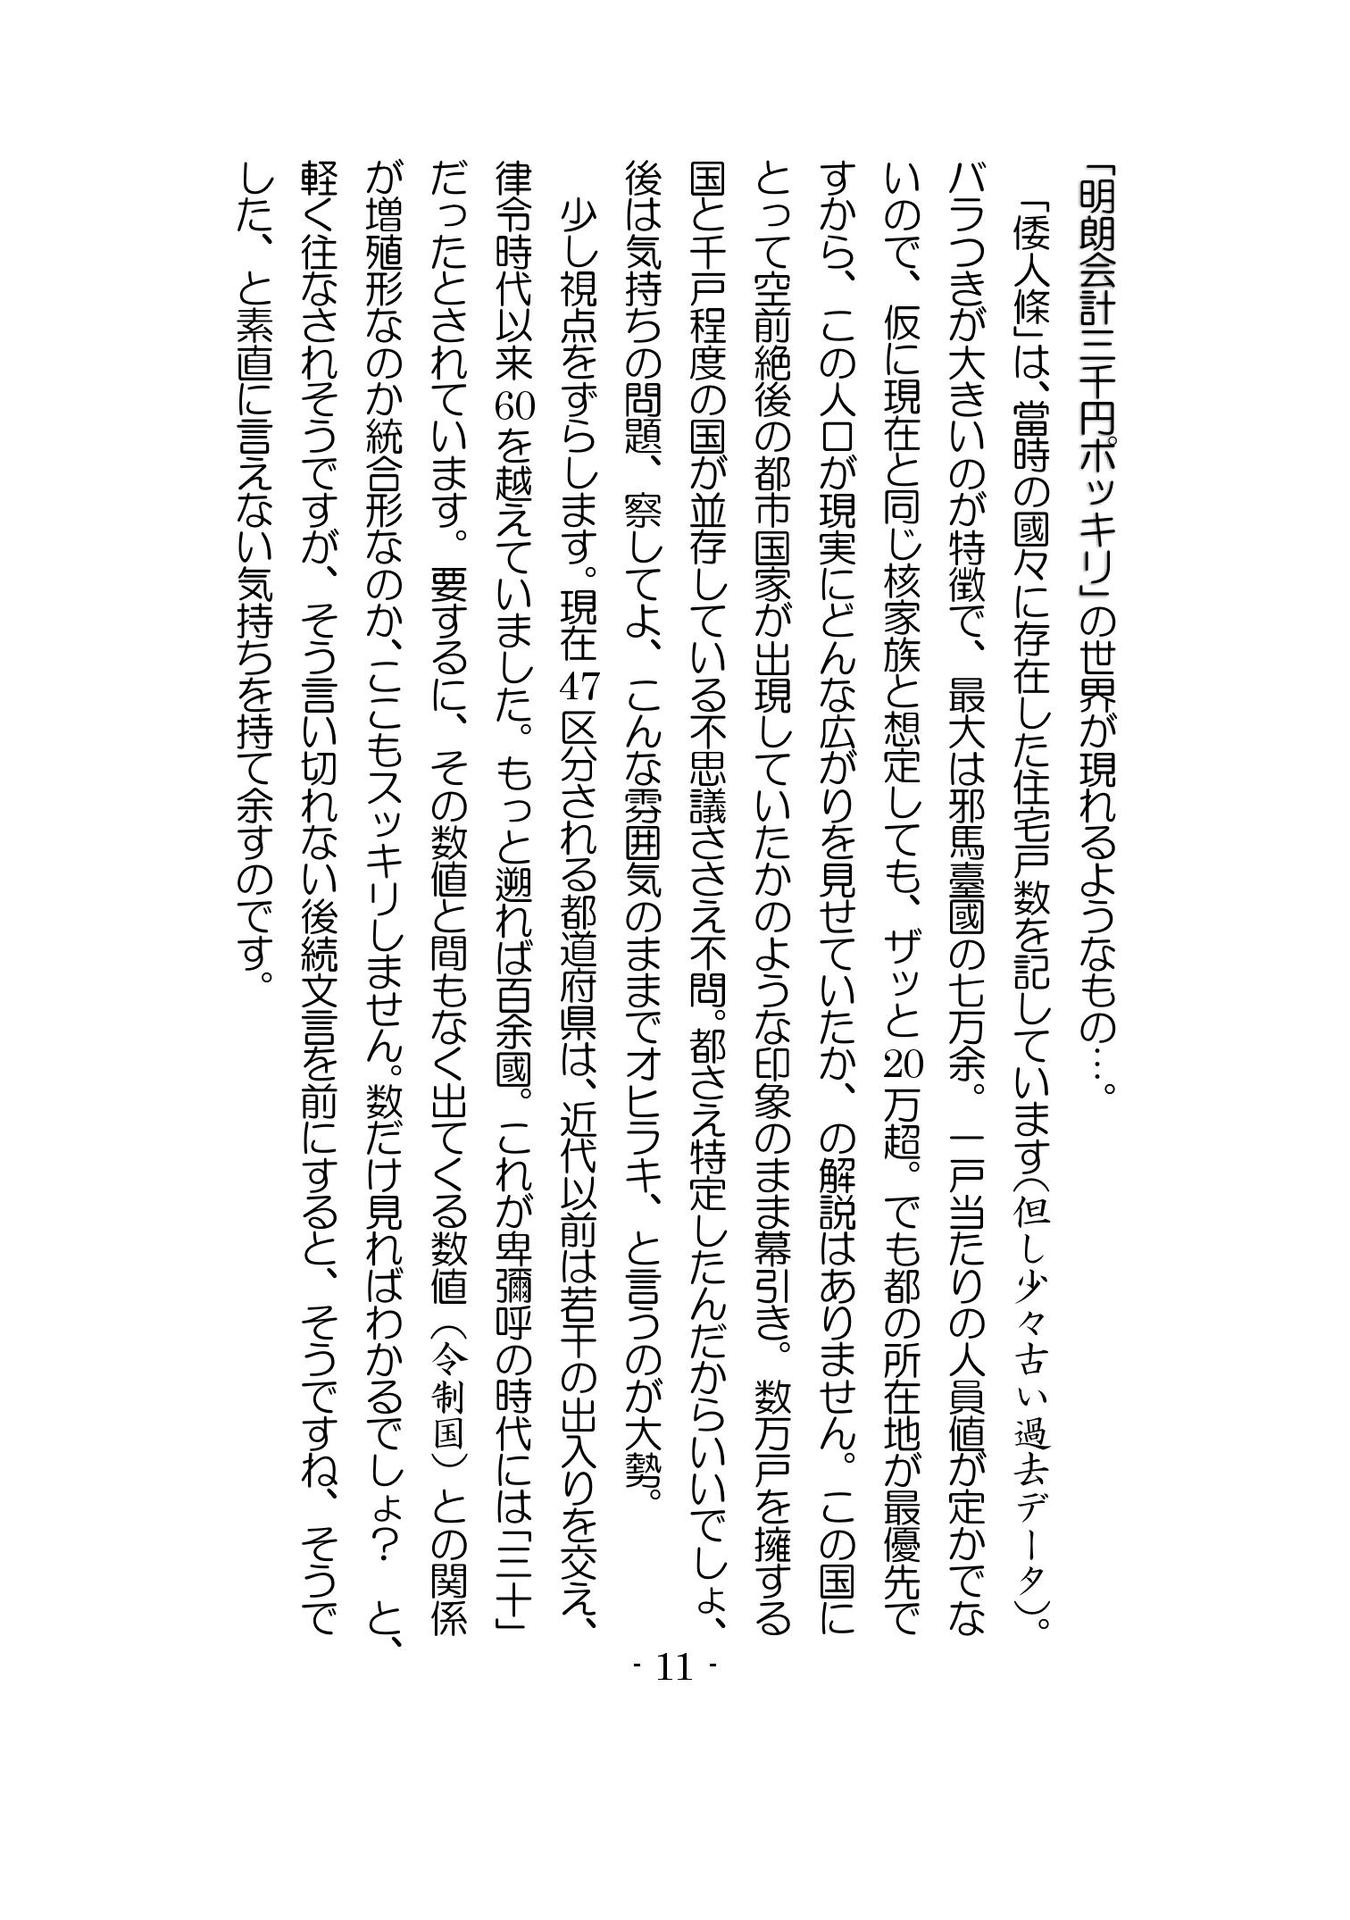 「明朗会計三千円ポッキリ」の世界が現れるようなもの…。
「倭人條」は、當時の國々に存在した住宅戸数を記しています(但し少々古い過去データ)。
バラつきが大きいのが特徴で、最大は邪馬臺國の七万余。一戸当たりの人員値が定かでな
いので、仮に現在と同じ核家族と想定しても、ザッと20万超。でも都の所在地が最優先で
すから、この人口が現実にどんな広がりを見せていたか、の解説はありません。この国に
とって空前絶後の都市国家が出現していたかのような印象のまま幕引き。数万戸を擁する
国と千戸程度の国が並存している不思議ささえ不問。都さえ特定したんだからいいでしょ、
後は気持ちの問題、察してよ、こんな雰囲気のままでオヒラキ、と言うのが大勢。
少し視点をずらします。現在47区分される都道府県は、近代以前は若干の出入りを交え、
律令時代以来60を越えていました。もっと遡れば百余國。これが卑彌呼の時代には「三十」
だったとされています。要するに、その数値と間もなく出てくる数値(令制国)との関係
が増殖形なのか統合形なのか、ここもスッキリしません。数だけ見ればわかるでしょ? と、
軽く往なされそうですが、そう言い切れない後続文言を前にすると、そうですね、そうで
した、と素直に言えない気持ちを持て余すのです。
- 11 -